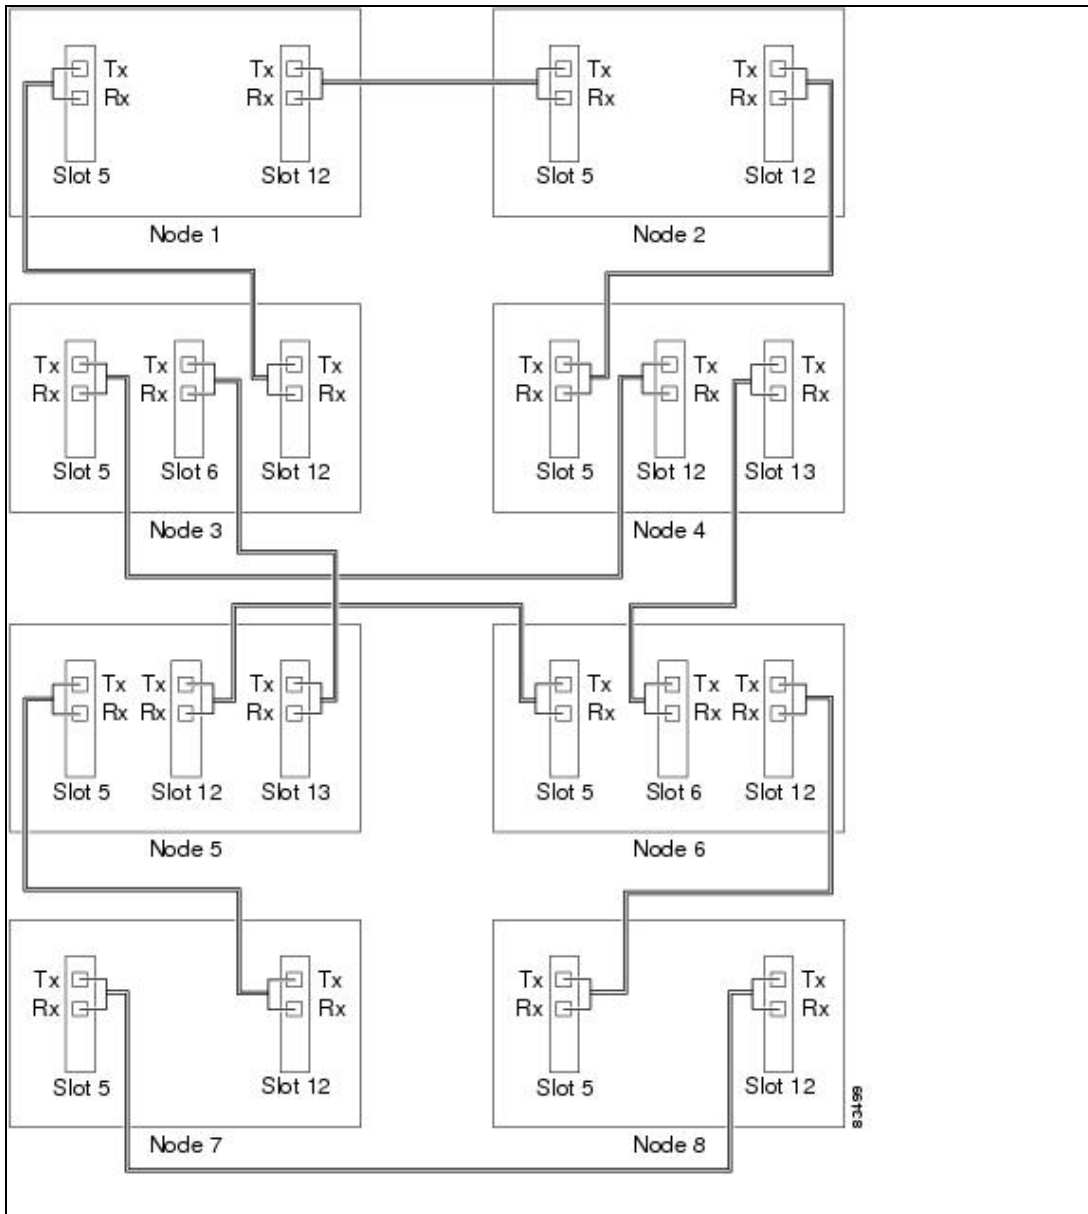 Tx Tx Tx Tx
Rx Rx Rx Rx
Slot 5 Slot 12 Slot 5 Slot 12
Node 1 Node 2
Tx Tx Tx Tx Tx Tx
Rx Rx Rx Rx Rx Rx
Slot 5 Slot 6 Slot 12 Slot 5 Slot 12 Slot 13
Node 3 Node 4
Tx Tx Tx Tx Tx Tx
Rx Rx Rx Rx Rx Rx
Slot 5 Slot 12 Slot 13 Slot 5 Slot 6 Slot 12
Node 5 Node 6
Tx Tx Tx Tx
Rx Rx Rx Rx
Slot 5 Slot 12 Slot 5 Slot 12
83499
Node 7 Node 8